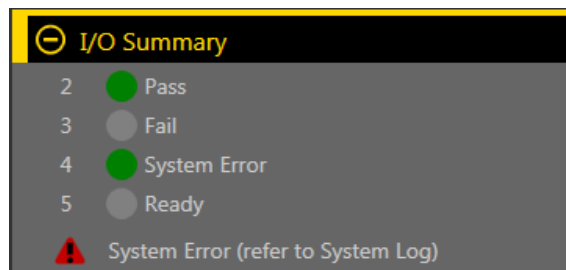 I/O Summary
2 Pass
3 Fail
4 System Error
5 Ready
System Error (refer to System Log)